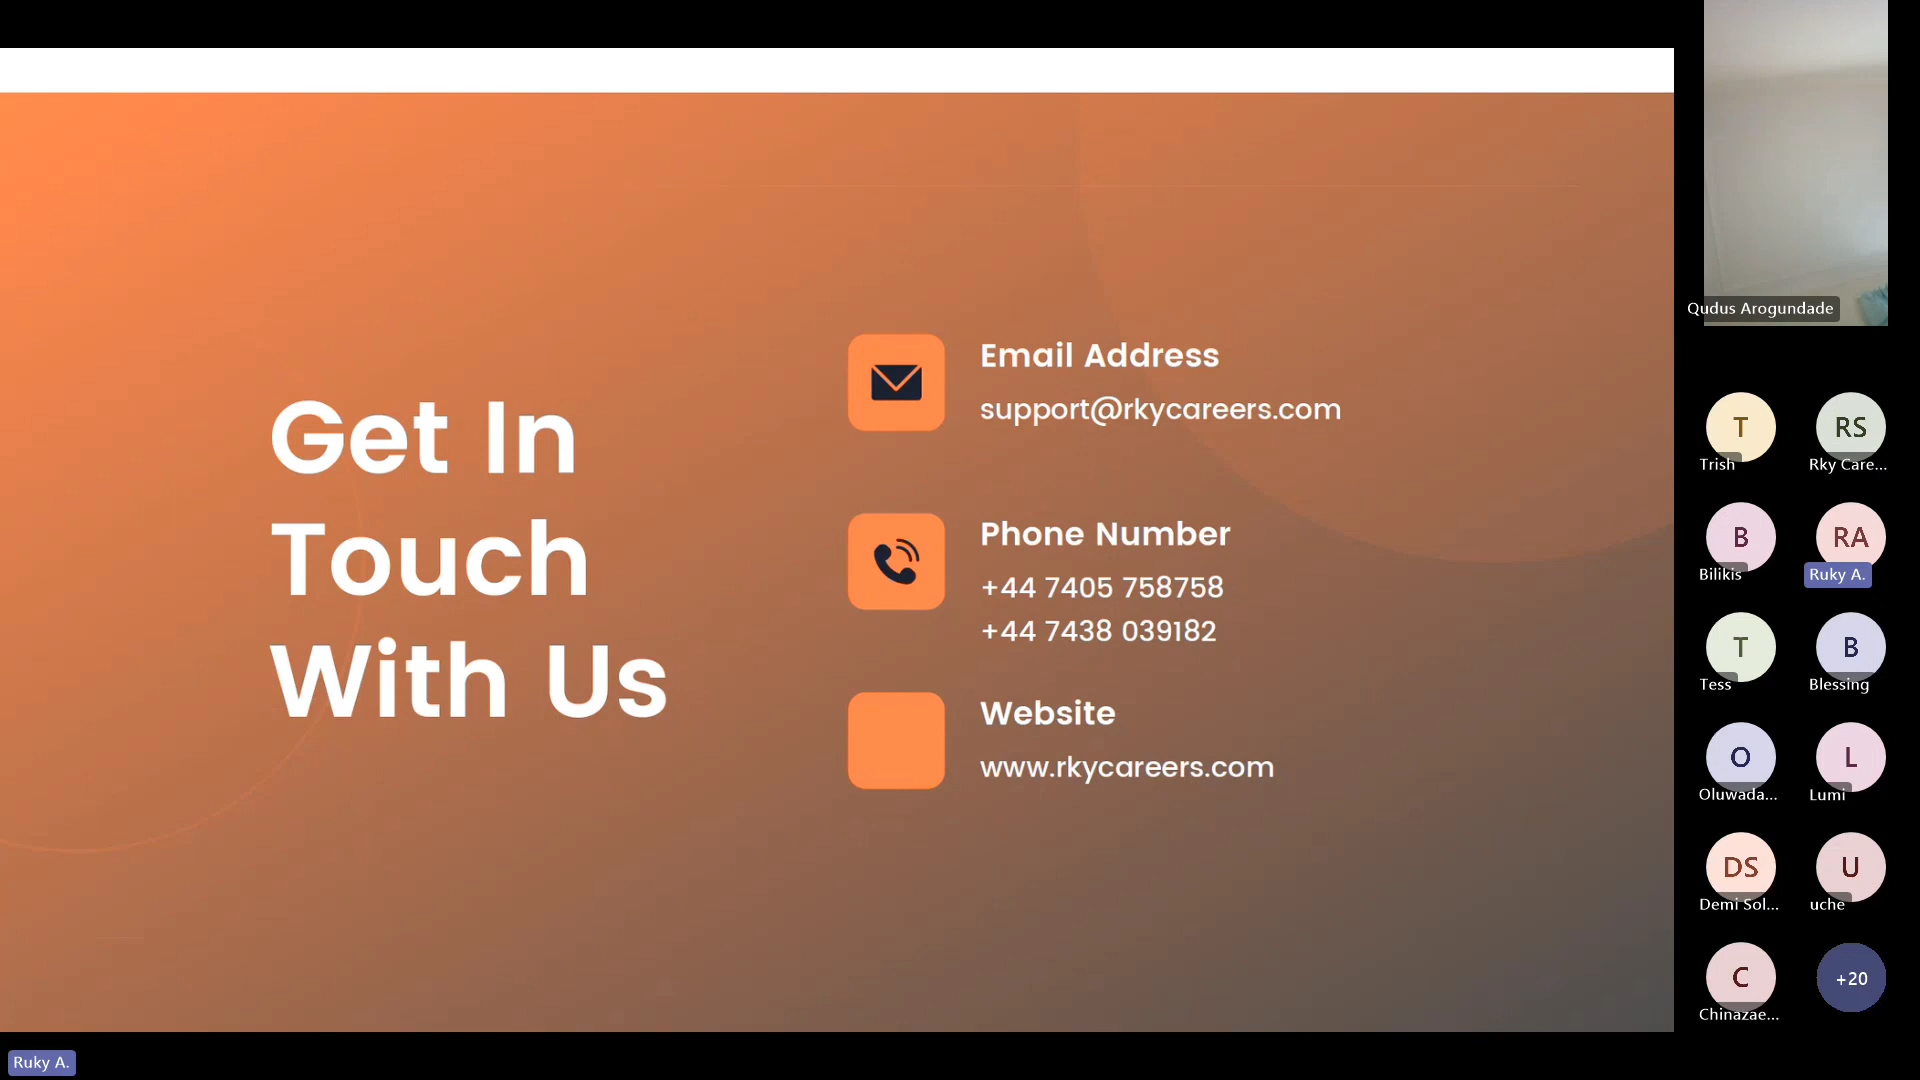 Get In
Touch
With Us
Email Address
support@rkycareers.com
Phone Number
+44 7405 758758
+44 7438 039182
Website
www.rkycareers.com
Qudus Arogundade
T
Trish
RS
Rky Care...
B
Bilikis
RA
Ruky A.
T
Tess
B
Blessing
O
Oluwada...
L
Lumi
DS
Demi Sol...
U
uche
C
Chinazae...
+20
Ruky A.